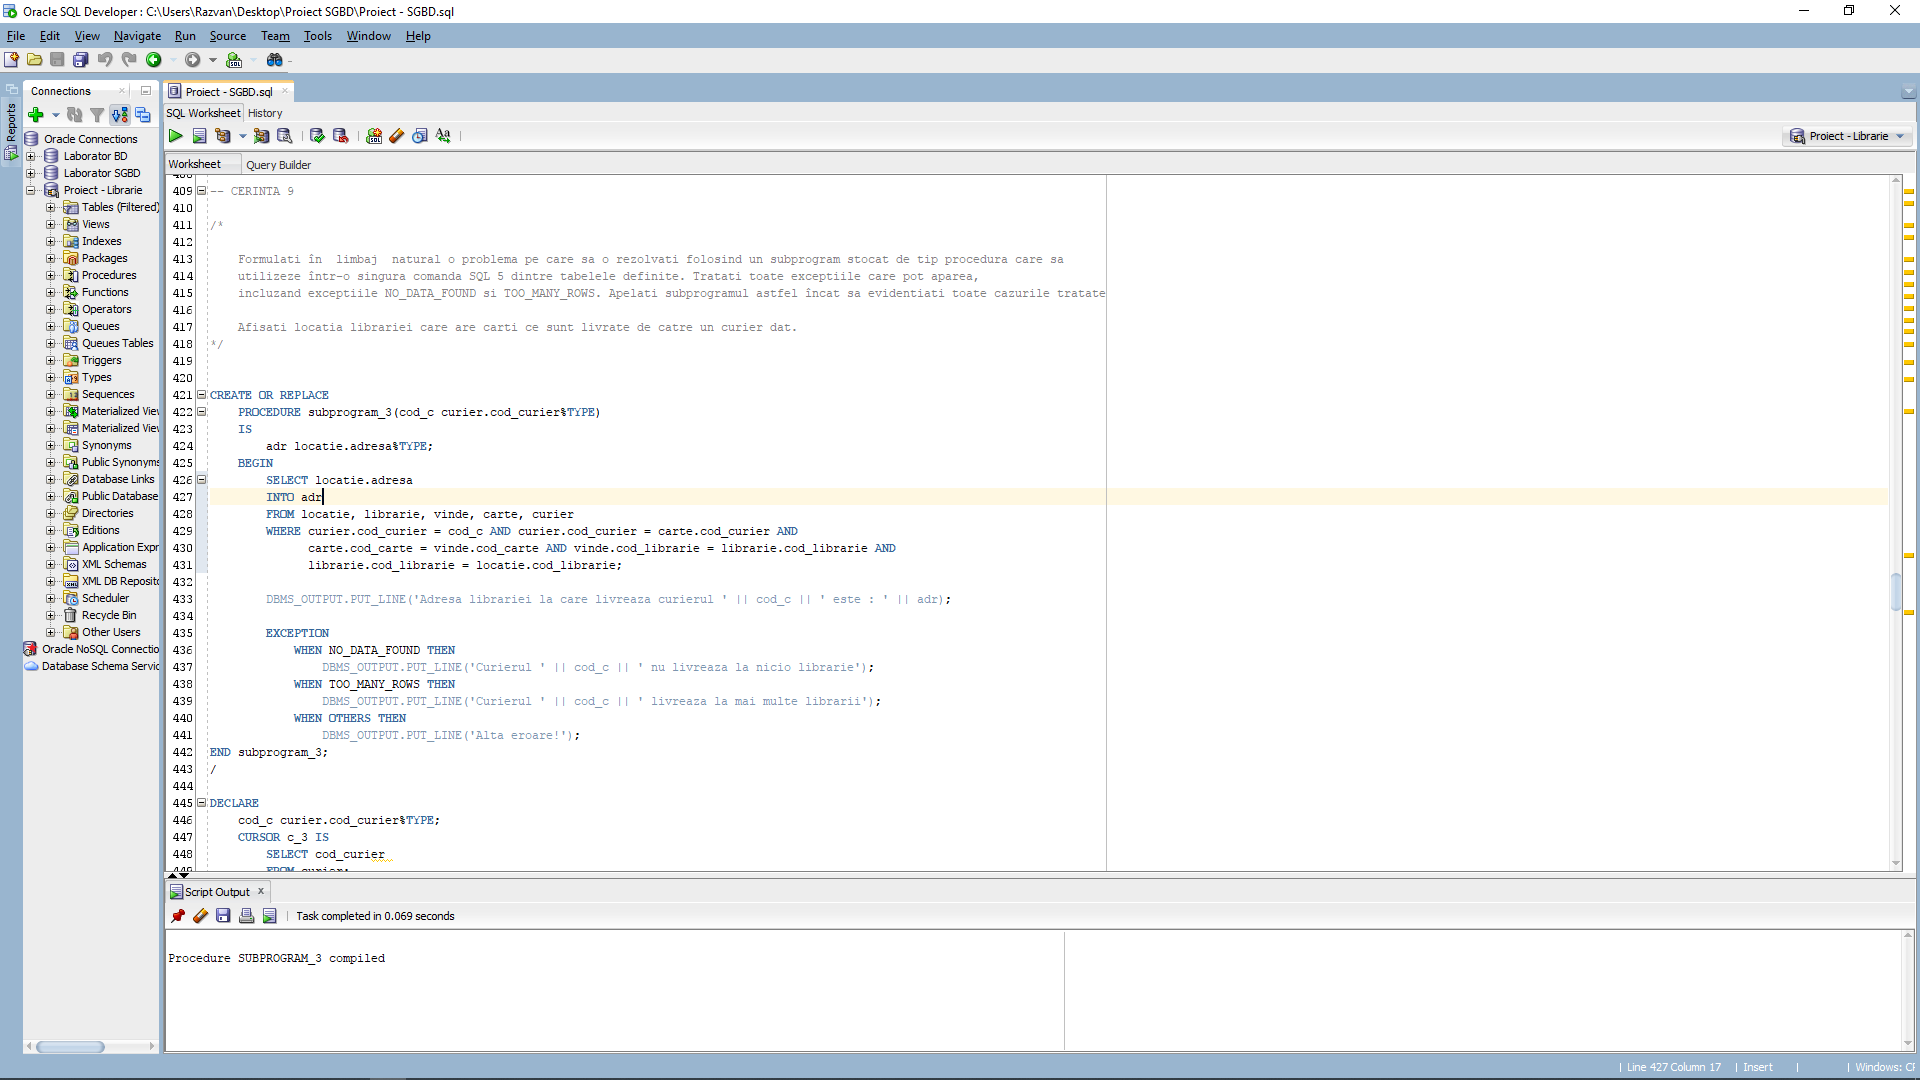 Oracle SQL Developer : C:\Users\Razvan\Desktop\Proiect SGBD\Proiect - SGBD.sql
File Edit View Navigate Run Source Team Tools Window Help
Reports
Connections
Oracle Connections
Laborator BD
Laborator SGBD
Proiect - Librarie
Tables (Filtered)
Views
Indexes
Packages
Procedures
Functions
Operators
Queues
Queues Tables
Triggers
Types
Sequences
Materialized Vie
Materialized Vie
Synonyms
Public Synonyms
Database Links
Public Database
Directories
Editions
Application Expr
XML Schemas
XML DB Reposito
Scheduler
Recycle Bin
Other Users
Oracle NoSQL Connectio
Database Schema Servic
Proiect - SGBD.sql
SQL Worksheet History
Proiect - Librarie
Worksheet Query Builder
409 -- CERINTA 9
410
411 /*
412
413 Formulati în limbaj natural o problema pe care sa o rezolvati folosind un subprogram stocat de tip procedura care sa
414 utilizeze într-o singura comanda SQL 5 dintre tabelele definite. Tratati toate exceptiile care pot aparea,
415 incluzand exceptiile NO_DATA_FOUND si TOO_MANY_ROWS. Apelati subprogramul astfel încat sa evidentiati toate cazurile tratate
416
417 Afisati locatia librariei care are carti ce sunt livrate de catre un curier dat.
418 */
419
420
421 CREATE OR REPLACE
422 PROCEDURE subprogram_3(cod_c curier.cod_curier%TYPE)
423 IS
424 adr locatie.adresa%TYPE;
425 BEGIN
426 SELECT locatie.adresa
427 INTO adr
428 FROM locatie, librarie, vinde, carte, curier
429 WHERE curier.cod_curier = cod_c AND curier.cod_curier = carte.cod_curier AND
430 carte.cod_carte = vinde.cod_carte AND vinde.cod_librarie = librarie.cod_librarie AND
431 librarie.cod_librarie = locatie.cod_librarie;
432
433 DBMS_OUTPUT.PUT_LINE('Adresa librariei la care livreaza curierul ' || cod_c || ' este : ' || adr);
434
435 EXCEPTION
436 WHEN NO_DATA_FOUND THEN
437 DBMS_OUTPUT.PUT_LINE('Curierul ' || cod_c || ' nu livreaza la nicio librarie');
438 WHEN TOO_MANY_ROWS THEN
439 DBMS_OUTPUT.PUT_LINE('Curierul ' || cod_c || ' livreaza la mai multe librarii');
440 WHEN OTHERS THEN
441 DBMS_OUTPUT.PUT_LINE('Alta eroare!');
442 END subprogram_3;
443 /
444
445 DECLARE
446 cod_c curier.cod_curier%TYPE;
447 CURSOR c_3 IS
448 SELECT cod_curier
449 FROM curier;
Script Output
Task completed in 0.069 seconds
Procedure SUBPROGRAM_3 compiled
Line 427 Column 17 Insert Windows: CR